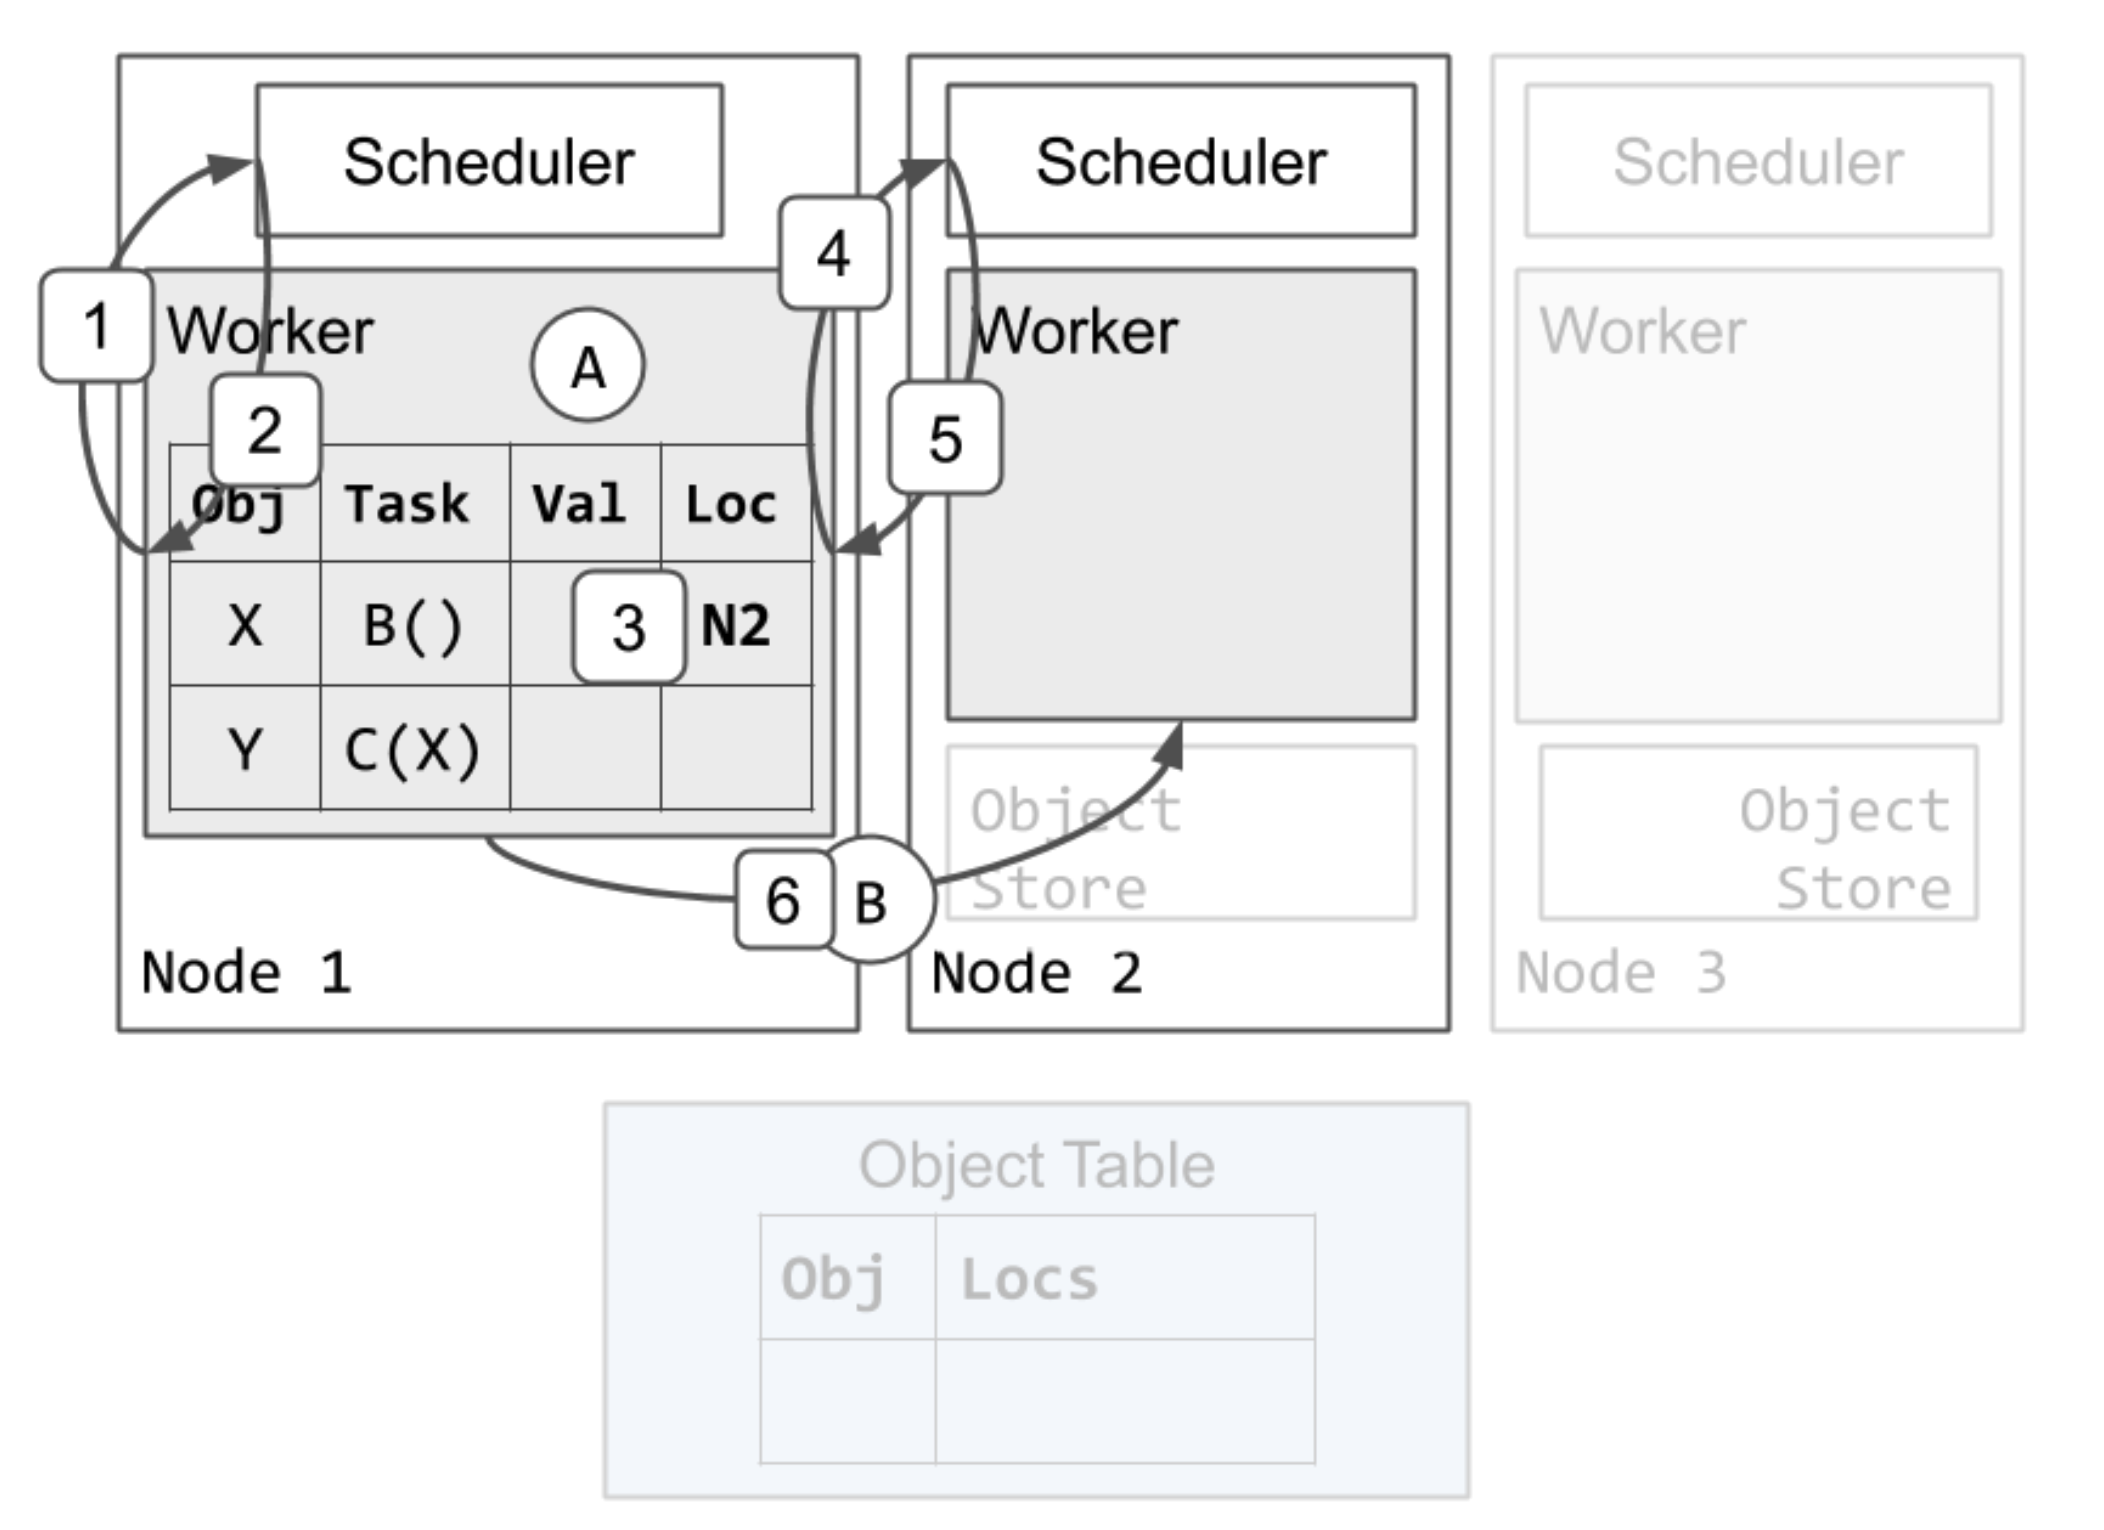 Scheduler
Scheduler
Scheduler
4
1
Worker
A
Worker
Worker
2
5
Obj Task Val Loc
X B() 3 N2
Y C(X)
Object
Store
Object
Store
6 B
Node 1
Node 2
Node 3
Object Table
Obj Locs